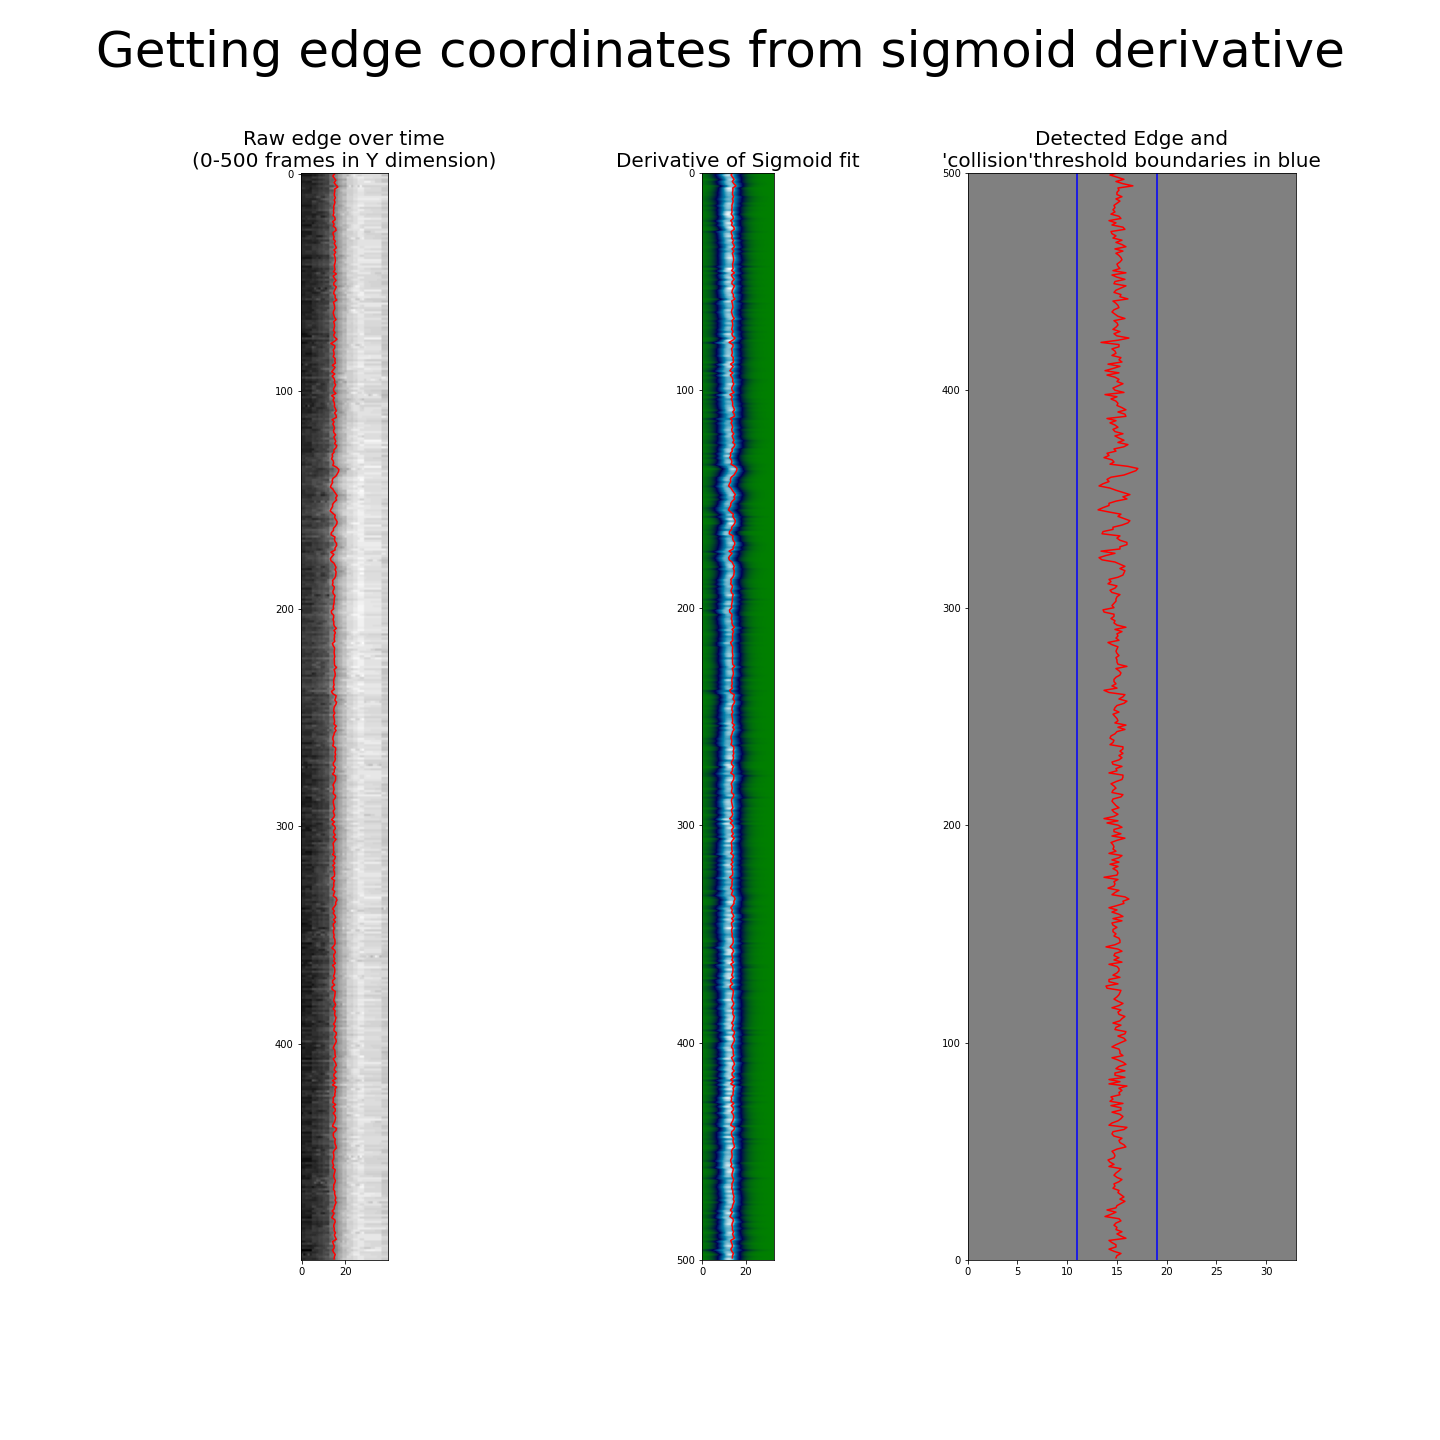 Getting edge coordinates from sigmoid derivative
Raw edge over time
(0-500 frames in Y dimension)
0
100
200
300
400
0 20
Derivative of Sigmoid fit
0
100
200
300
400
500
0 20
Detected Edge and
'collision'threshold boundaries in blue
500
400
300
200
100
0
0 5 10 15 20 25 30